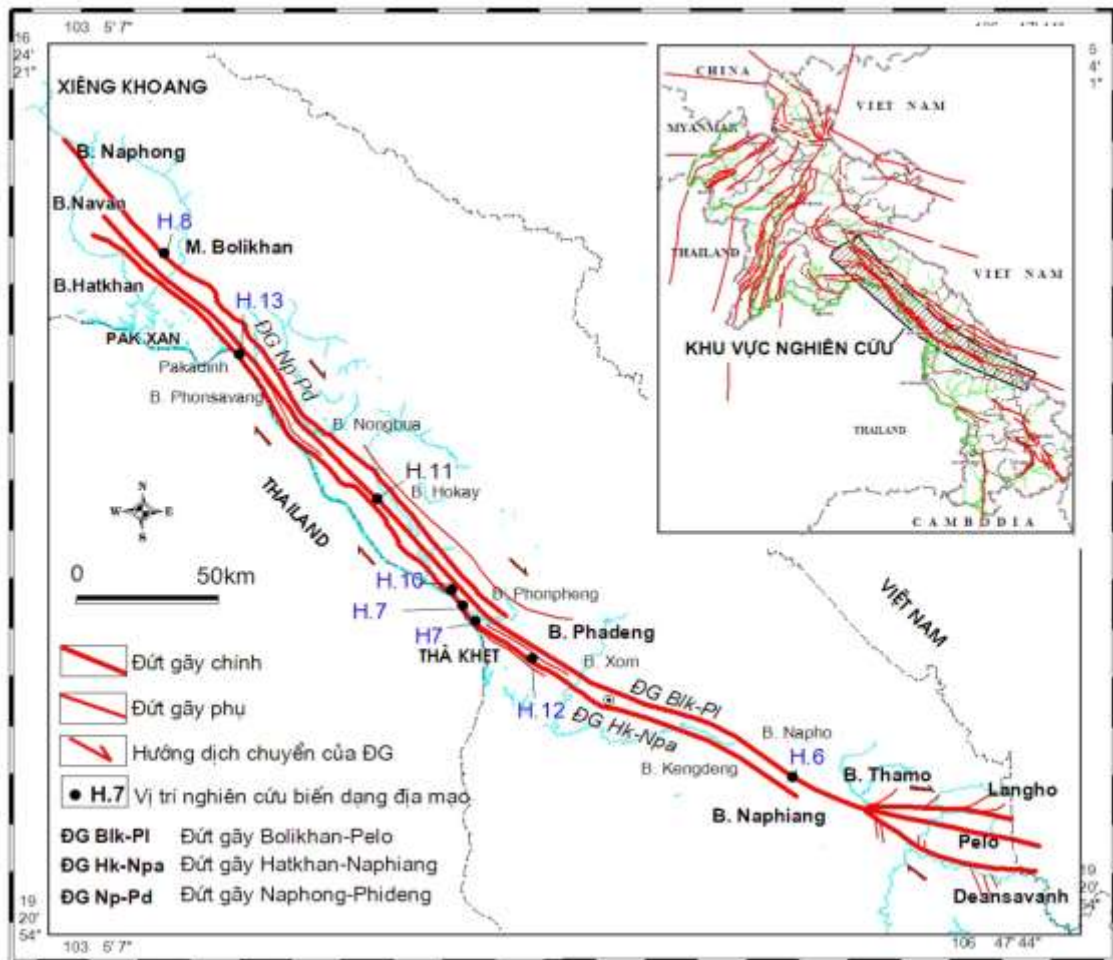 103 5'7"
16
24'
21"
XIÊNG KHOANG
B. Naphong
B.Navan
H.8
M. Bolikhan
B.Hatkhan
H.13
PAK XAN
Pakadinh
ĐG Np-Pd
B. Phonsavang
B. Nongbua
H.11
B. Hokay
THAILAND
N
W E
S
0 50km
H.10
B. Phonpheng
H.7
H7
B. Phadeng
THÀ KHẸT
B. Xom
H.12
ĐG Blk-Pl
ĐG Hk-Npa
B. Napho
H.6
B. Kengdeng
B. Thamo
Langho
B. Naphiang
Pelo
Deansavanh
VIỆT NAM
CHINA
VIET NAM
MYANMAR
THAILAND
VIET NAM
KHU VỰC NGHIÊN CỨU
THAILAND
CAMBODIA
Đứt gãy chính
Đứt gãy phụ
Hướng dịch chuyển của ĐG
H.7 Vị trí nghiên cứu biến dạng địa mạo
ĐG Blk-Pl Đứt gãy Bolikhan-Pelo
ĐG Hk-Npa Đứt gãy Hatkhan-Naphiang
ĐG Np-Pd Đứt gãy Naphong-Phideng
19
20'
54"
103 5'7"
106 47'44"